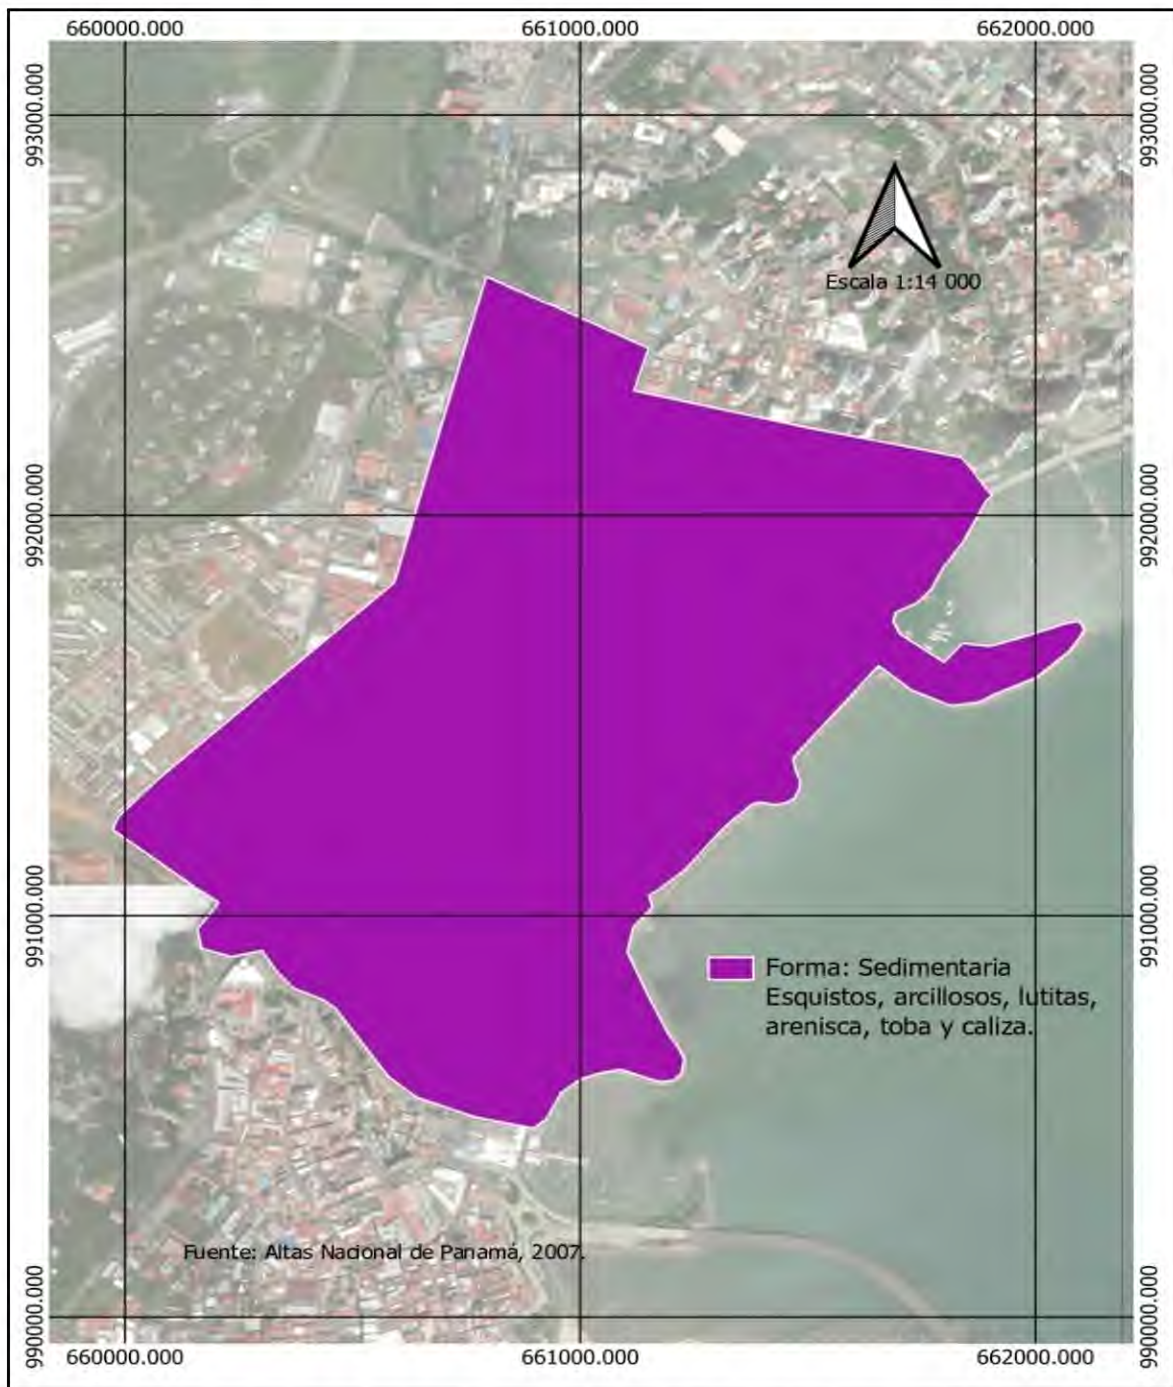 660000.000 661000.000 662000.000
993000.000 993000.000
Escala 1:14 000
992000.000 992000.000
991000.000 991000.000
Forma: Sedimentaria
Esquistos, arcillosos, lutitas,
arenisca, toba y caliza.
Fuente: Altas Nacional de Panamá, 2007.
990000.000 990000.000
660000.000 661000.000 662000.000